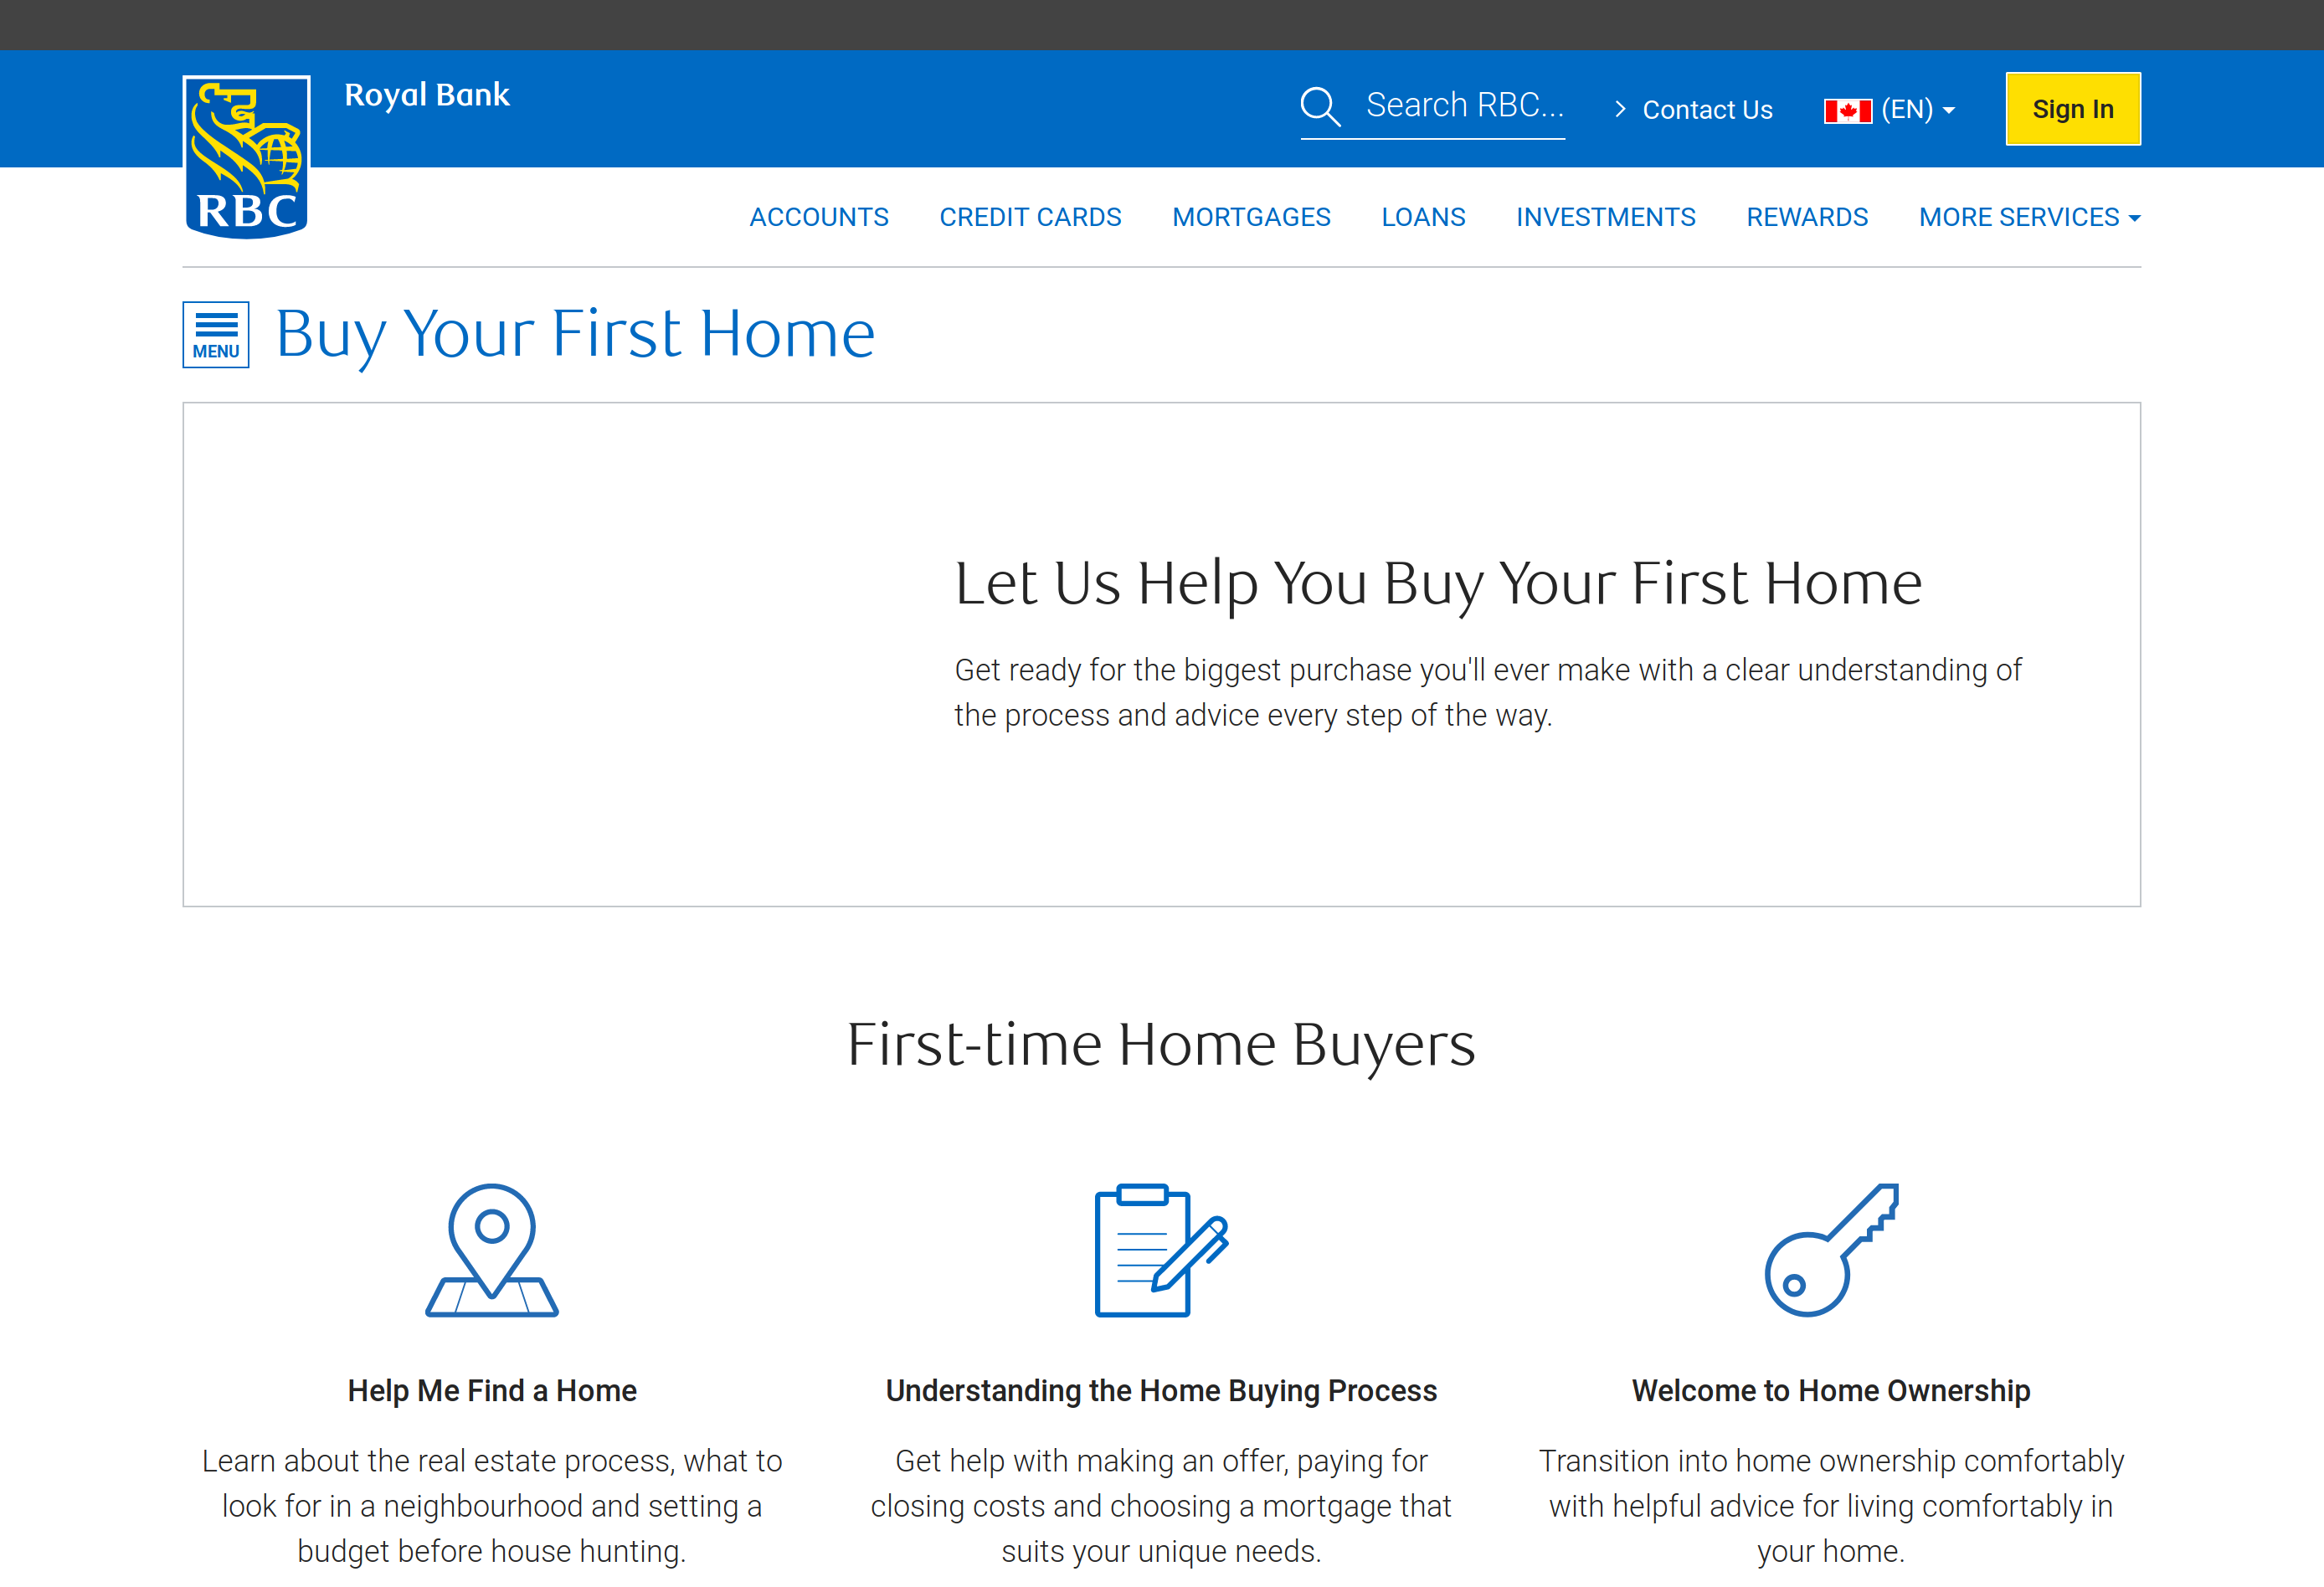 Royal Bank
Search RBC...
Contact Us
(EN)
Sign In
RBC
ACCOUNTS CREDIT CARDS MORTGAGES LOANS INVESTMENTS REWARDS MORE SERVICES
MENU
Buy Your First Home
Let Us Help You Buy Your First Home
Get ready for the biggest purchase you'll ever make with a clear understanding of
the process and advice every step of the way.
First-time Home Buyers
Help Me Find a Home
Learn about the real estate process, what to
look for in a neighbourhood and setting a
budget before house hunting.
Understanding the Home Buying Process
Get help with making an offer, paying for
closing costs and choosing a mortgage that
suits your unique needs.
Welcome to Home Ownership
Transition into home ownership comfortably
with helpful advice for living comfortably in
your home.